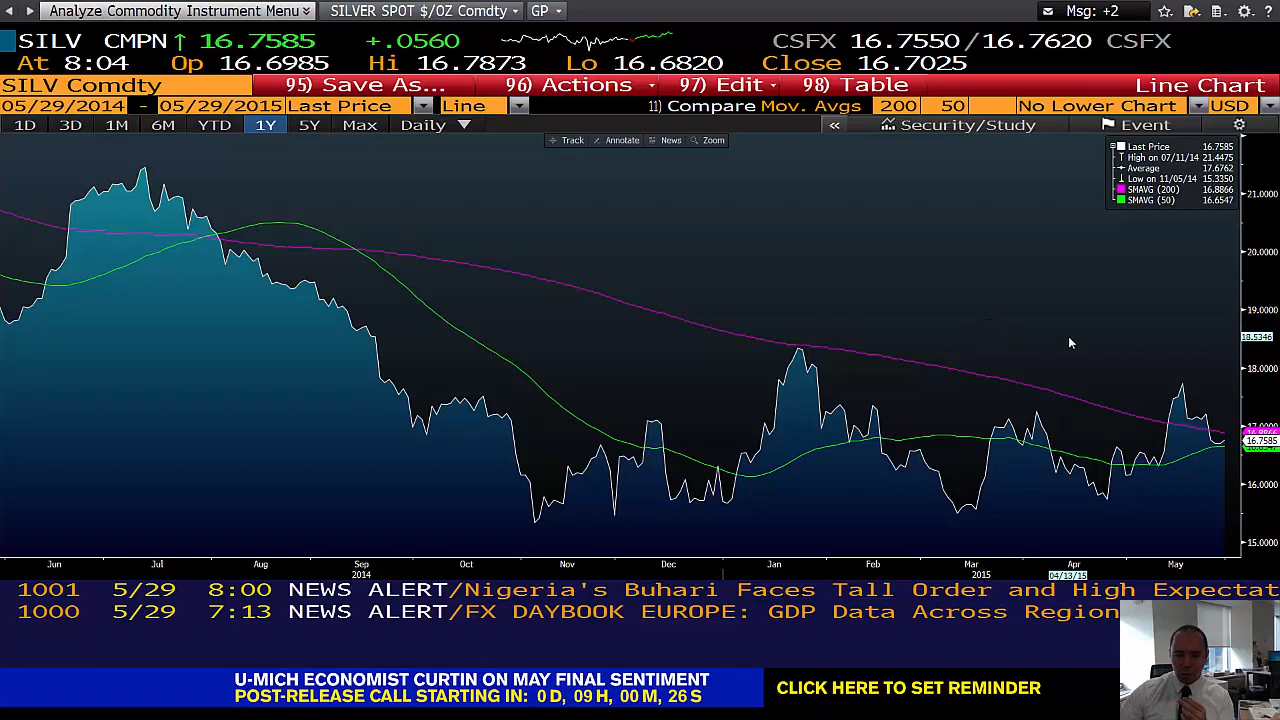 Analyze Commodity Instrument Menu SILVER SPOT $/OZ Comdty GP Msg: +2 ?
SILV CMPN ↑ 16.7585 +.0560 CSFX 16.7550/16.7620 CSFX
At 8:04 Op 16.6985 Hi 16.7873 Lo 16.6820 Close 16.7025
SILV Comdty 95) Save As... 96) Actions 97) Edit 98) Table Line Chart
05/29/2014 - 05/29/2015 Last Price Line 11) Compare Mov. Avgs 200 50 No Lower Chart USD
1D 3D 1M 6M YTD 1Y 5Y Max Daily « Security/Study Event
Track Annotate News Zoom
Last Price 16.7585
High on 07/11/14 21.4475
Average 17.6762
Low on 11/05/14 15.3350
SMAVG (200) 16.8866
SMAVG (50) 16.6547
21.0000
20.0000
19.0000
18.5346
18.0000
16.7585
16.0000
15.0000
Jun Jul Aug Sep Oct Nov Dec Jan Feb Mar Apr May
2014 2015 04/13/15
1001 5/29 8:00 NEWS ALERT/Nigeria's Buhari Faces Tall Order and High Expectat
1000 5/29 7:13 NEWS ALERT/FX DAYBOOK EUROPE: GDP Data Across Region
U-MICH ECONOMIST CURTIN ON MAY FINAL SENTIMENT
POST-RELEASE CALL STARTING IN: 0 D, 09 H, 00 M, 26 S
CLICK HERE TO SET REMINDER